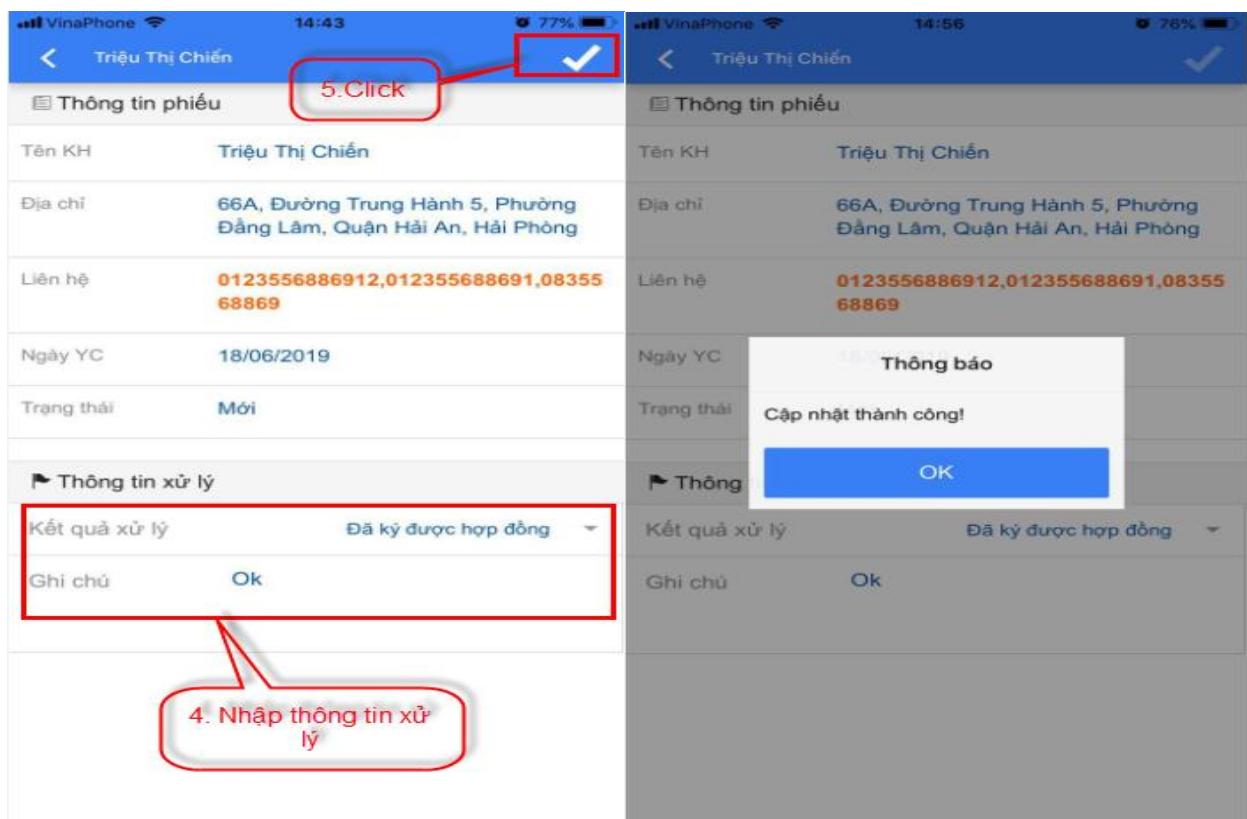 VinaPhone 14:43 77%
Triệu Thị Chiến
5.Click
Thông tin phiếu
Tên KH Triệu Thị Chiến
Địa chỉ 66A, Đường Trung Hành 5, Phường
Đằng Lâm, Quận Hải An, Hải Phòng
Liên hệ 0123556886912,012355688691,08355
68869
Ngày YC 18/06/2019
Trạng thái Mới
Thông tin xử lý
Kết quả xử lý Đã ký được hợp đồng
Ghi chú Ok
4. Nhập thông tin xử
lý
VinaPhone 14:56 76%
Triệu Thị Chiến
Thông tin phiếu
Tên KH Triệu Thị Chiến
Địa chỉ 66A, Đường Trung Hành 5, Phường
Đằng Lâm, Quận Hải An, Hải Phòng
Liên hệ 0123556886912,012355688691,08355
68869
Ngày YC
Thông báo
Trạng thái
Cập nhật thành công!
OK
Thông
Kết quả xử lý Đã ký được hợp đồng
Ghi chú Ok